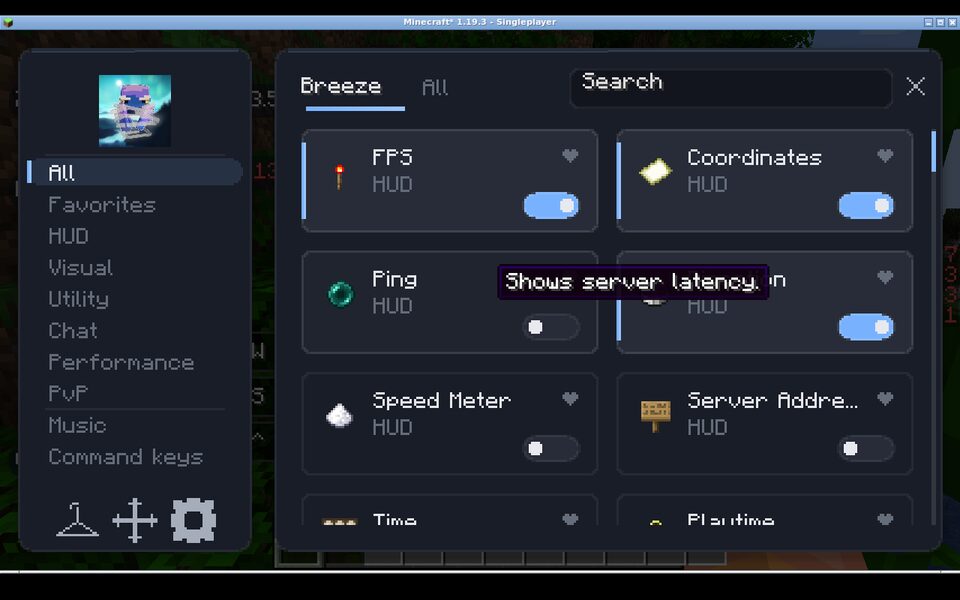 Minecraft* 1.19.3 - Singleplayer
Breeze
All
Search
All
Favorites
HUD
Visual
Utility
Chat
Performance
PvP
Music
Command keys
FPS
HUD
Coordinates
HUD
Ping
HUD
Shows server latency.
HUD
Speed Meter
HUD
Server Addre...
HUD
Time
Playtime